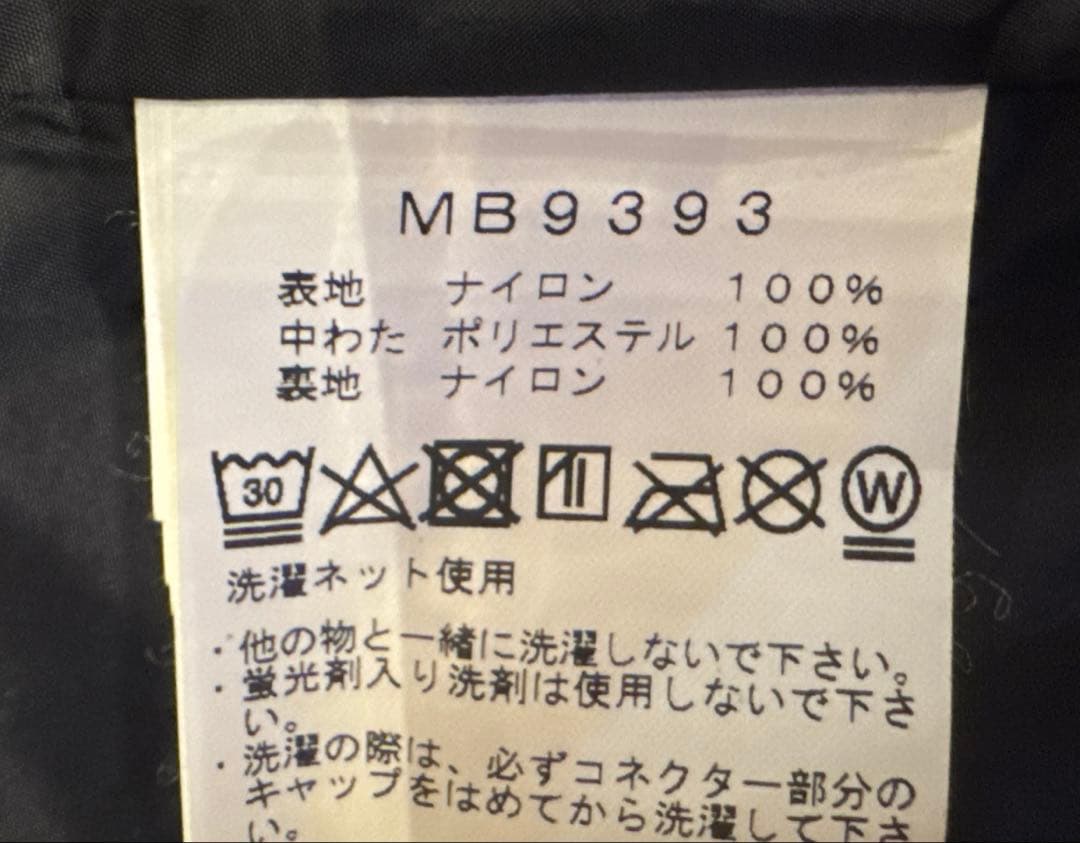 MB9393
表地 ナイロン 100%
中わた ポリエステル 100%
裏地 ナイロン 100%
30 W
洗濯ネット使用
・他の物と一緒に洗濯しないで下さい。
・蛍光剤入り洗剤は使用しないで下さ
い。
・洗濯の際は、必ずコネクター部分の
キャップをはめてから洗濯して下さ
い。